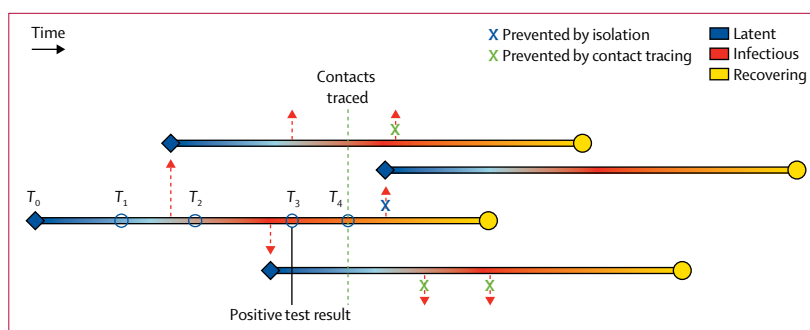 Time
X Prevented by isolation
X Prevented by contact tracing
Latent
Infectious
Recovering
Contacts
traced
X
T0
T1
T2
T3
T4
X
Positive test result
X
X